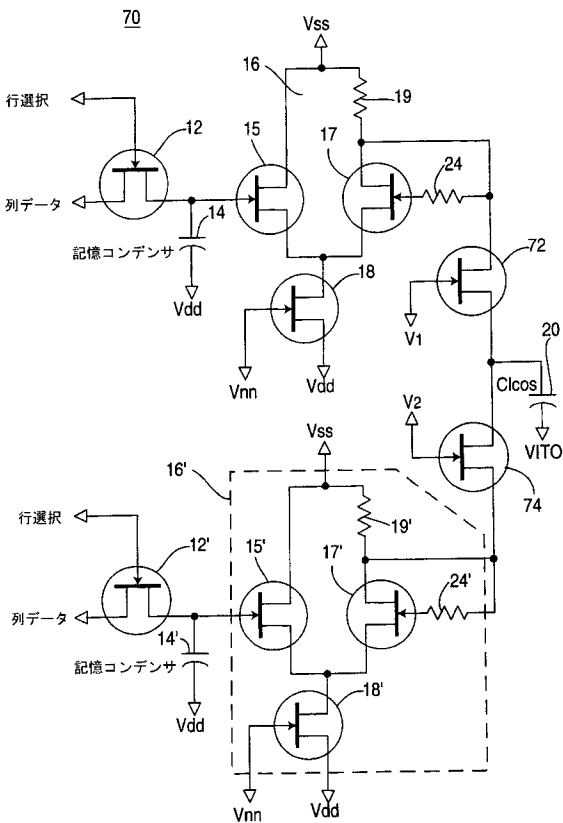 70
Vss
16
19
行選択
12
15
17
24
列データ
14
記憶コンデンサ
72
18
Vdd
V1
20
Clcos
Vnn
Vdd
V2
VITO
Vss
16'
74
行選択
19'
12'
15'
17'
24'
列データ
14'
記憶コンデンサ
18'
Vdd
Vnn
Vdd